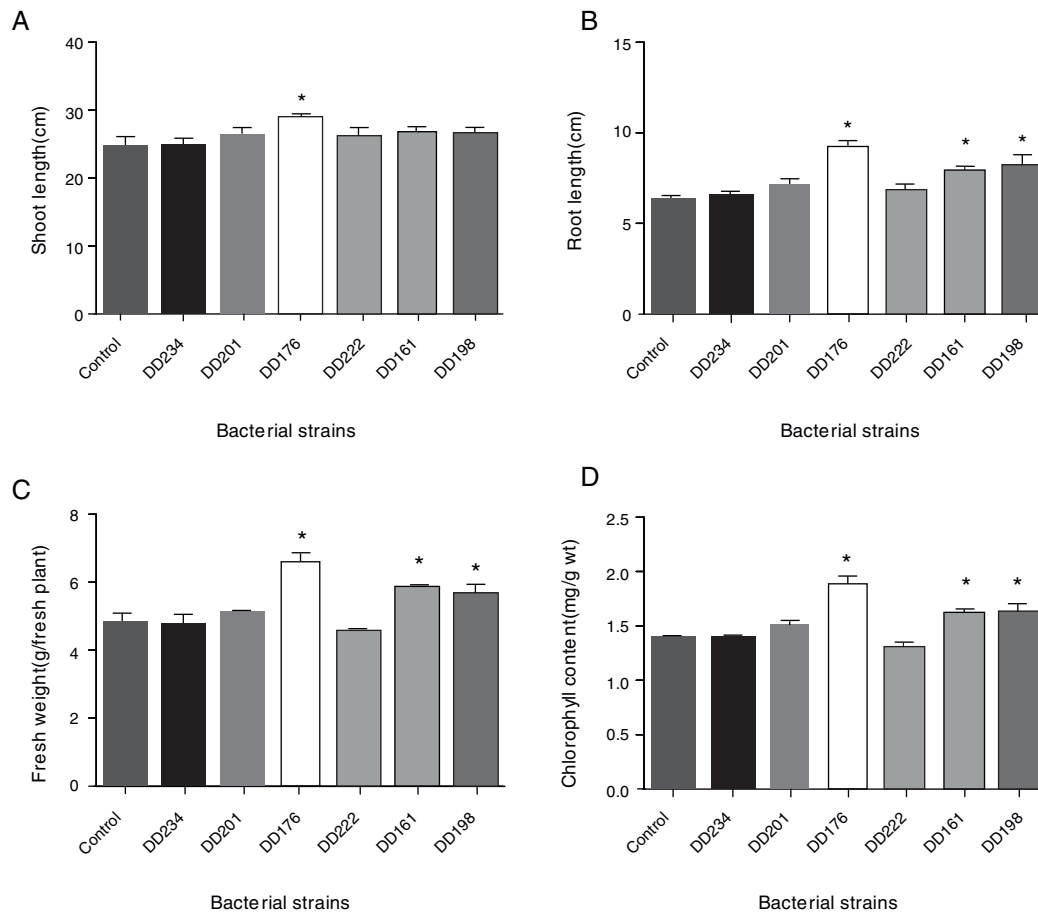 A
Shoot length(cm)
40
30
20
10
0
*
Control
DD234
DD201
DD176
DD222
DD161
DD198
Bacterial strains
B
Root length(cm)
15
10
5
0
*
*
*
Control
DD234
DD201
DD176
DD222
DD161
DD198
Bacterial strains
C
Fresh weight(g/fresh plant)
8
6
4
2
0
*
*
*
Control
DD234
DD201
DD176
DD222
DD161
DD198
Bacterial strains
D
Chlorophyll content(mg/g wt)
2.5
2.0
1.5
1.0
0.5
0.0
*
*
*
Control
DD234
DD201
DD176
DD222
DD161
DD198
Bacterial strains